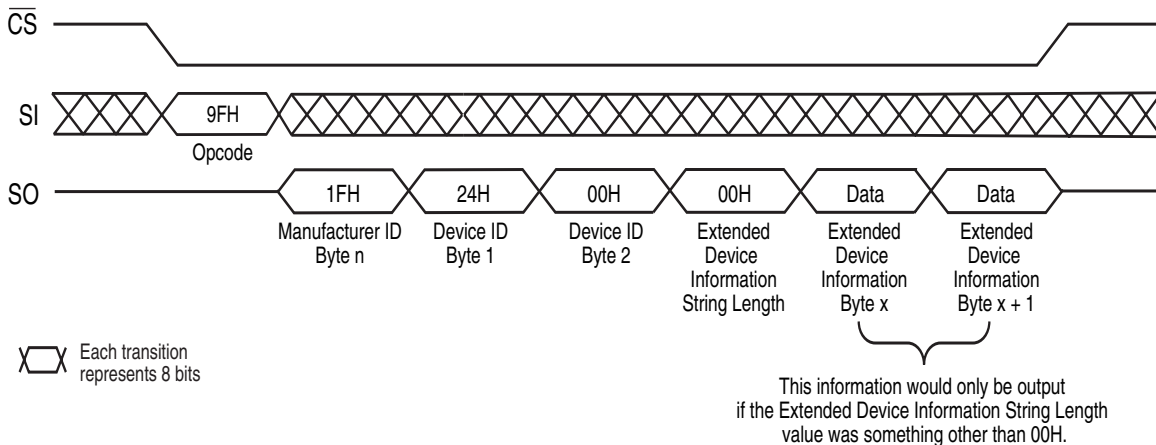 CS
SI
9FH
Opcode
SO
1FH
24H
00H
00H
Data
Data
Manufacturer ID
Byte n
Device ID
Byte 1
Device ID
Byte 2
Extended
Device
Information
String Length
Extended
Device
Information
Byte x
Extended
Device
Information
Byte x + 1
Each transition
represents 8 bits
This information would only be output
if the Extended Device Information String Length
value was something other than 00H.